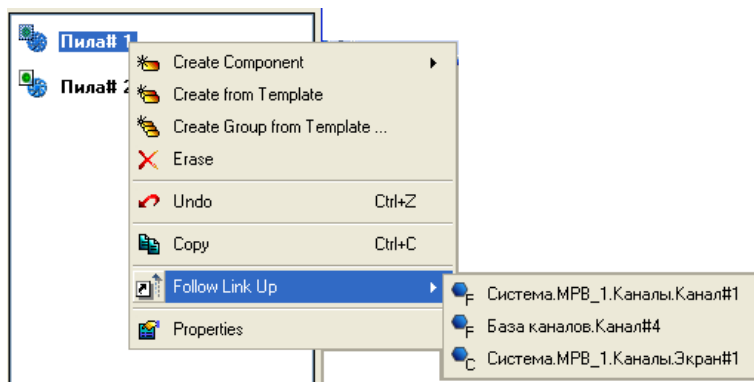 Пила# 1
Пила# 2
Create Component
Create from Template
Create Group from Template ...
Erase
Undo Ctrl+Z
Copy Ctrl+C
Follow Link Up
Properties
Система.МРВ_1.Каналы.Канал#1
База каналов.Канал#4
Система.МРВ_1.Каналы.Экран#1
F
F
C